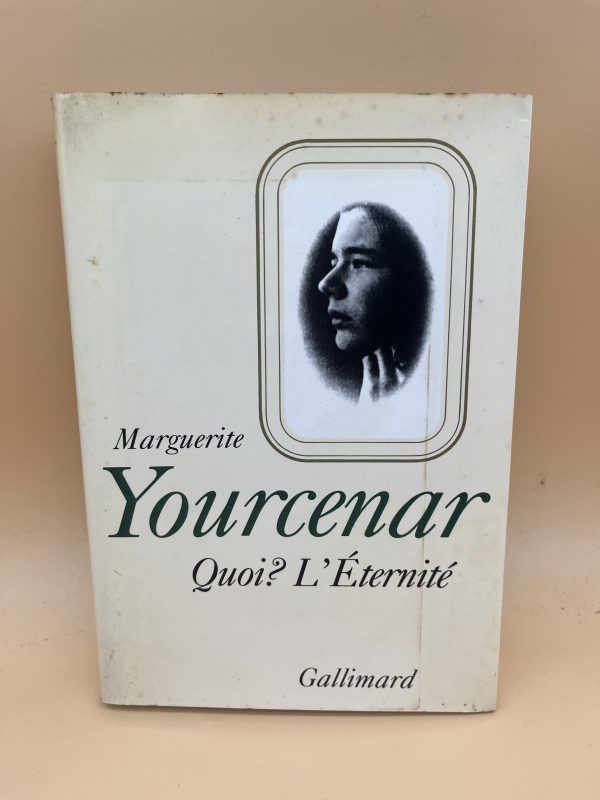 Marguerite
Yourcenar
Quoi? L'Éternité
Gallimard